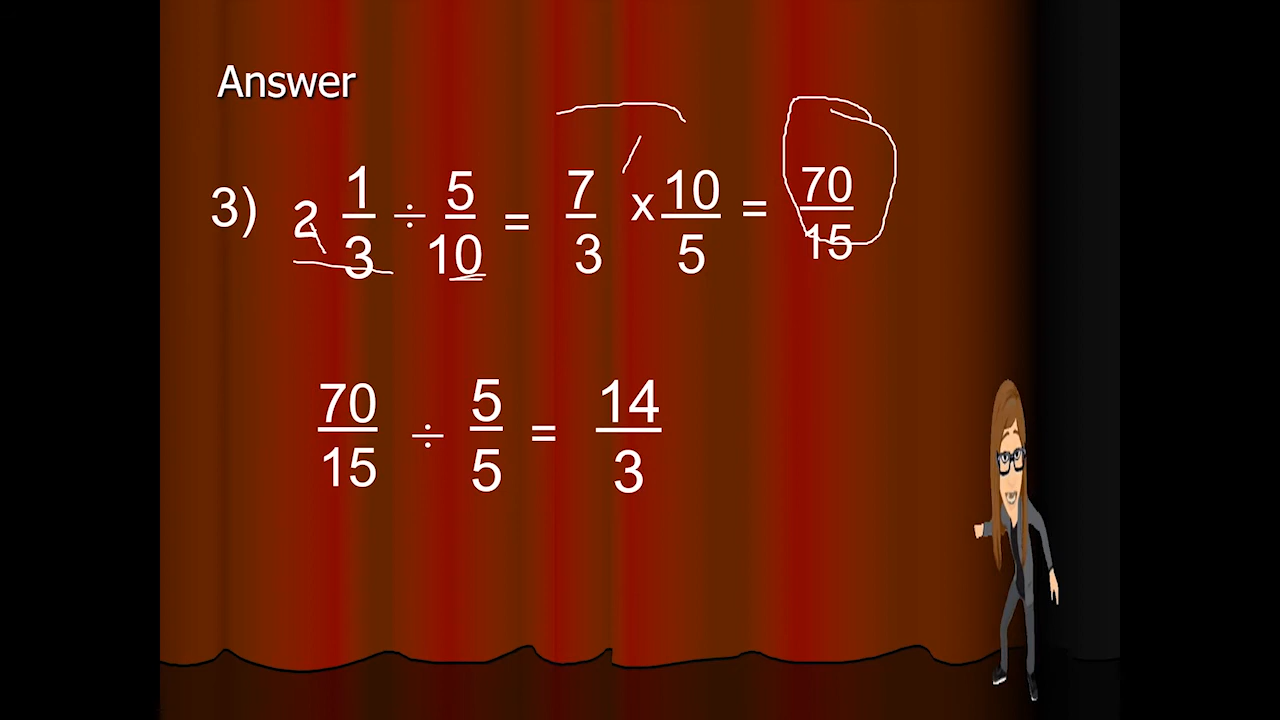 Answer
3) 2 1/3 ÷ 5/10 = 7/3 x 10/5 = 70/15
70/15 ÷ 5/5 = 14/3